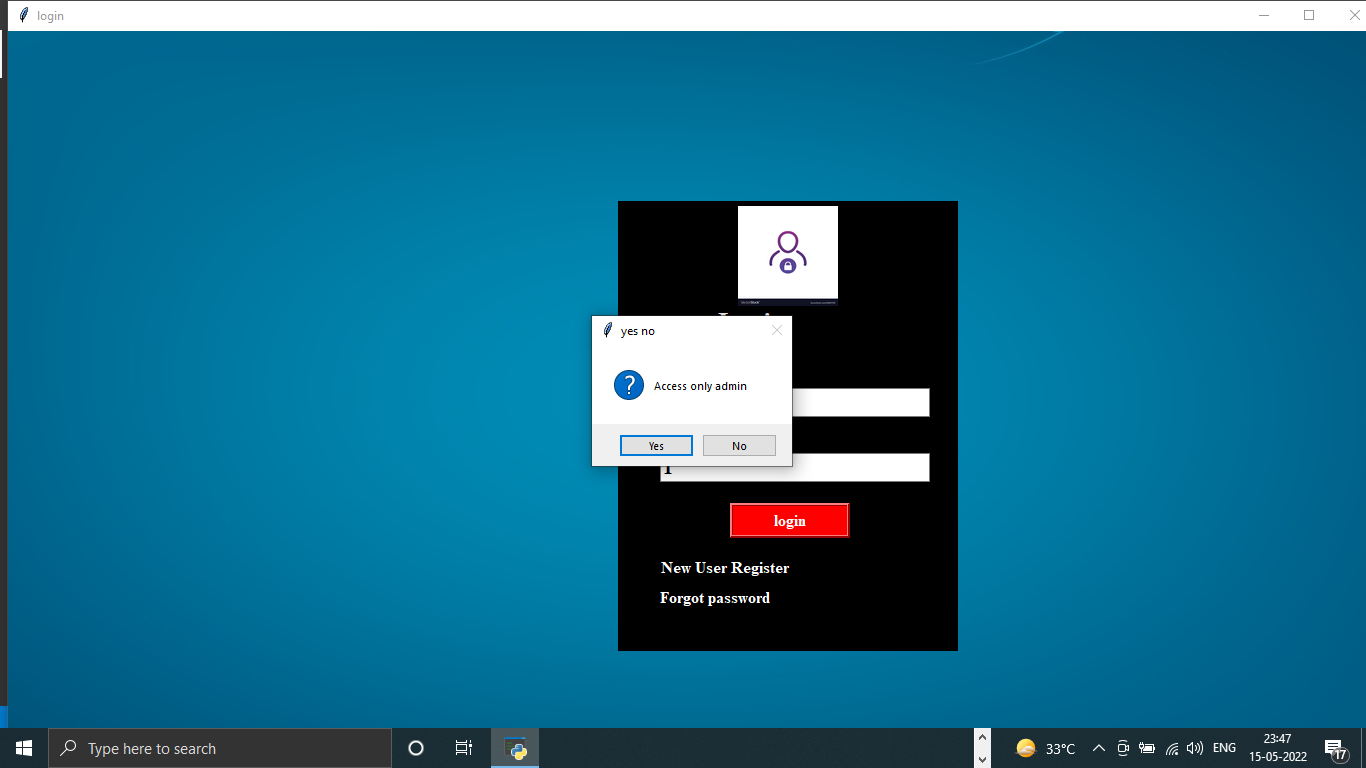 login
yes no
Access only admin
Yes
No
login
New User Register
Forgot password
Type here to search
33°C
ENG
23:47
15-05-2022
17